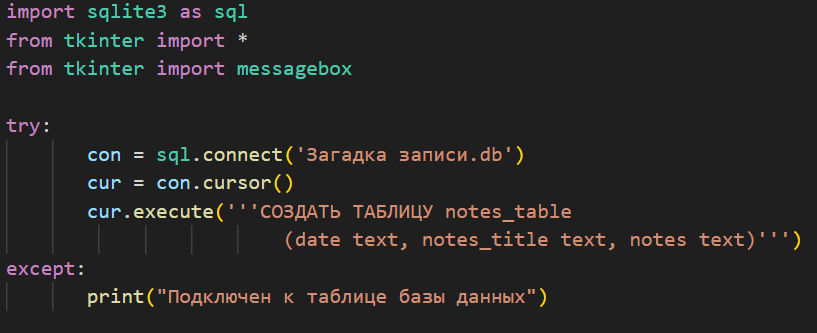 import sqlite3 as sql
from tkinter import *
from tkinter import messagebox
try:
con = sql.connect('Загадка записи.db')
cur = con.cursor()
cur.execute('''СОЗДАТЬ ТАБЛИЦУ notes_table
(date text, notes_title text, notes text)''')
except:
print("Подключен к таблице базы данных")